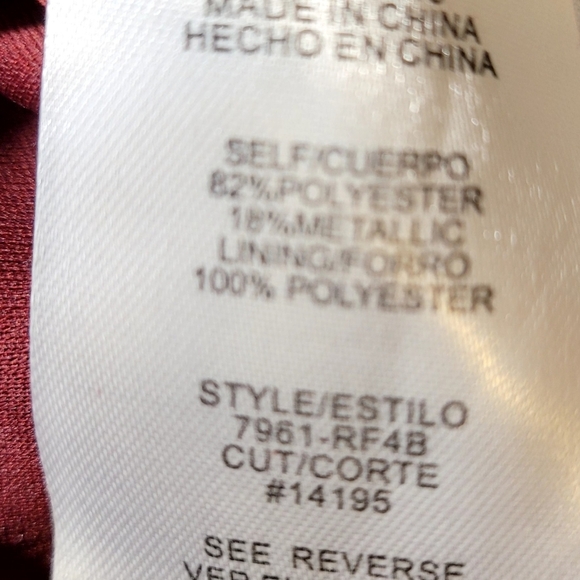 MADE IN CHINA
HECHO EN CHINA
SELF/CUERPO
82%POLYESTER
18%METALLIC
LINING/FORRO
100% POLYESTER
STYLE/ESTILO
7961-RF4B
CUT/CORTE
#14195
SEE REVERSE
VER